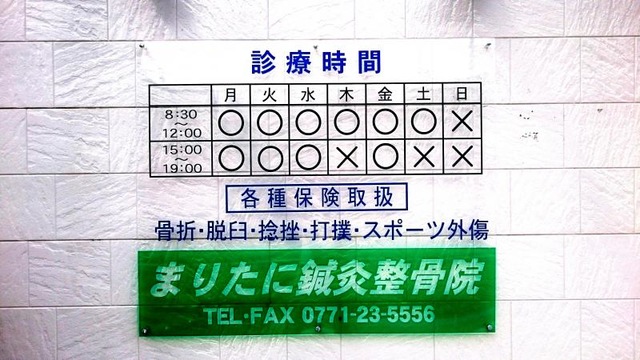 診療時間
月 火 水 木 金 土 日
8:30～12:00 ○ ○ ○ ○ ○ ○ ×
15:00～19:00 ○ ○ ○ × ○ × ×
各種保険取扱
骨折・脱臼・捻挫・打撲・スポーツ外傷
まりたに鍼灸整骨院
TEL・FAX 0771-23-5556